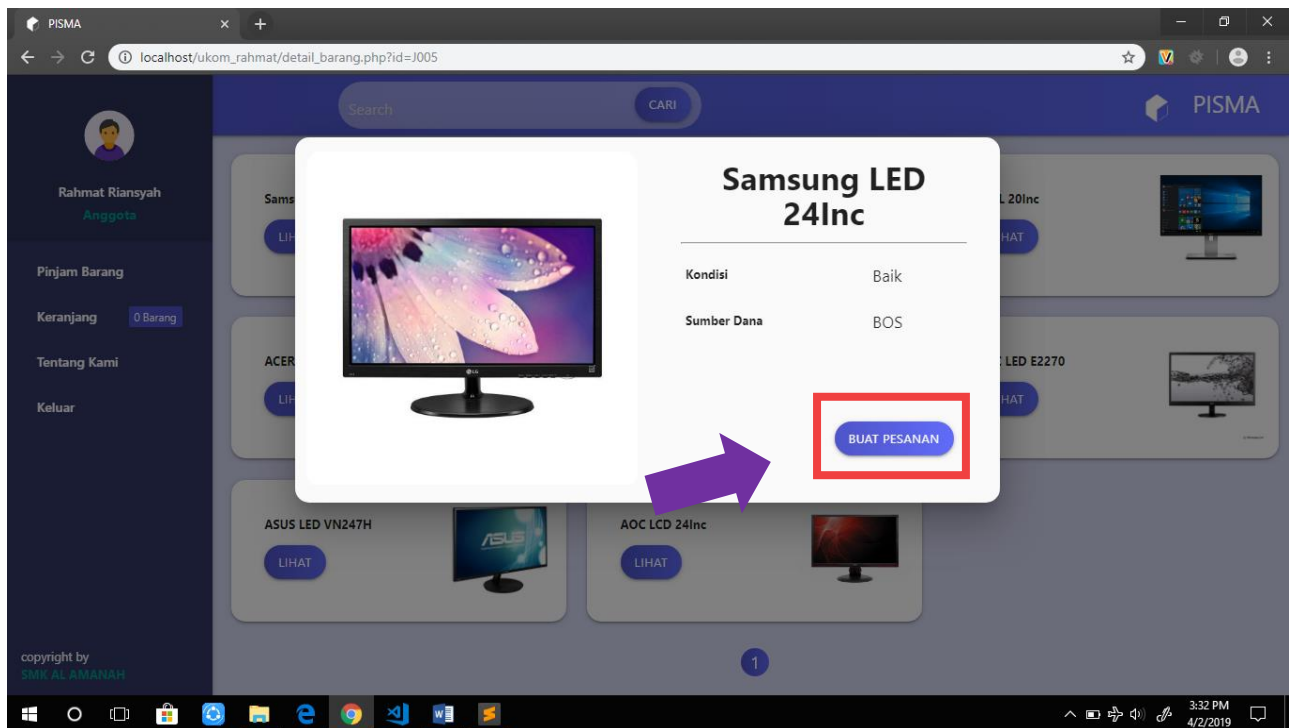 PISMA
localhost/ukom_rahmat/detail_barang.php?id=J005
Search
CARI
PISMA
Rahmat Riansyah
Anggota
Pinjam Barang
Keranjang 0 Barang
Tentang Kami
Keluar
copyright by
SMK AL AMANAH
Samsung LED
24Inc
Kondisi Baik
Sumber Dana BOS
BUAT PESANAN
20Inc
ACER
LED E2270
ASUS LED VN247H
LIHAT
ASUS
AOC LCD 24Inc
LIHAT
1
3:32 PM
4/2/2019